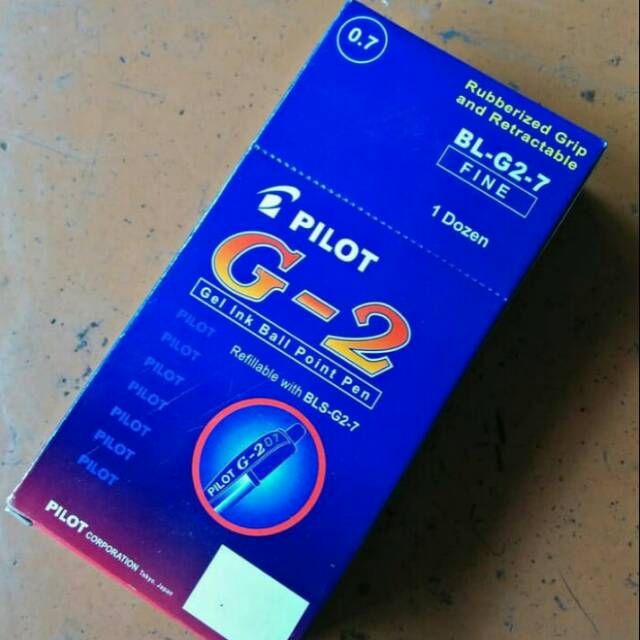 0.7
Rubberized Grip
and Retractable
BL-G2-7
FINE
1 Dozen
PILOT
G-2
Gel Ink Ball Point Pen
Refillable with BLS-G2-7
PILOT
PILOT
PILOT
PILOT
PILOT
PILOT
PILOT
PILOT G-2 07
PILOT CORPORATION Tokyo Japan